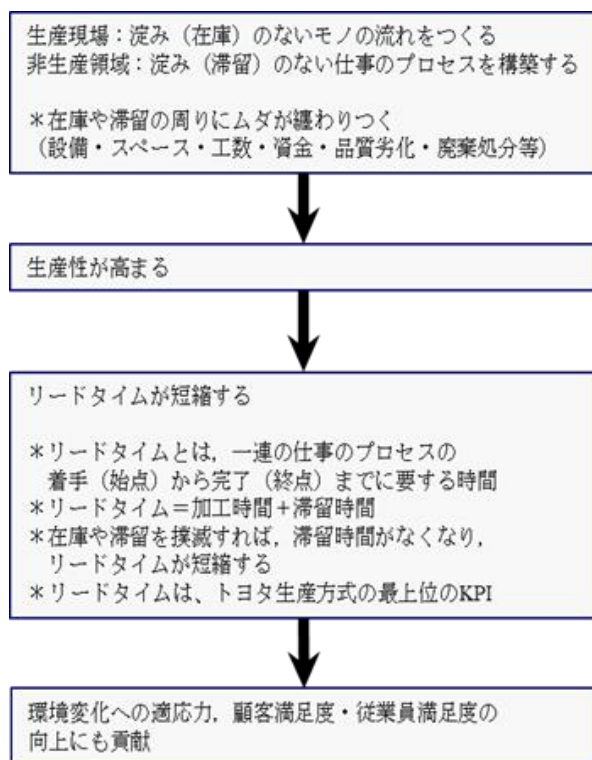 生産現場：淀み（在庫）のないモノの流れをつくる
非生産領域：淀み（滞留）のない仕事のプロセスを構築する
＊在庫や滞留の周りにムダが纏わりつく
（設備・スペース・工数・資金・品質劣化・廃棄処分等）
生産性が高まる
リードタイムが短縮する
＊リードタイムとは，一連の仕事のプロセスの
着手（始点）から完了（終点）までに要する時間
＊リードタイム＝加工時間＋滞留時間
＊在庫や滞留を撲滅すれば，滞留時間がなくなり，
リードタイムが短縮する
＊リードタイムは、トヨタ生産方式の最上位のKPI
環境変化への適応力，顧客満足度・従業員満足度の
向上にも貢献